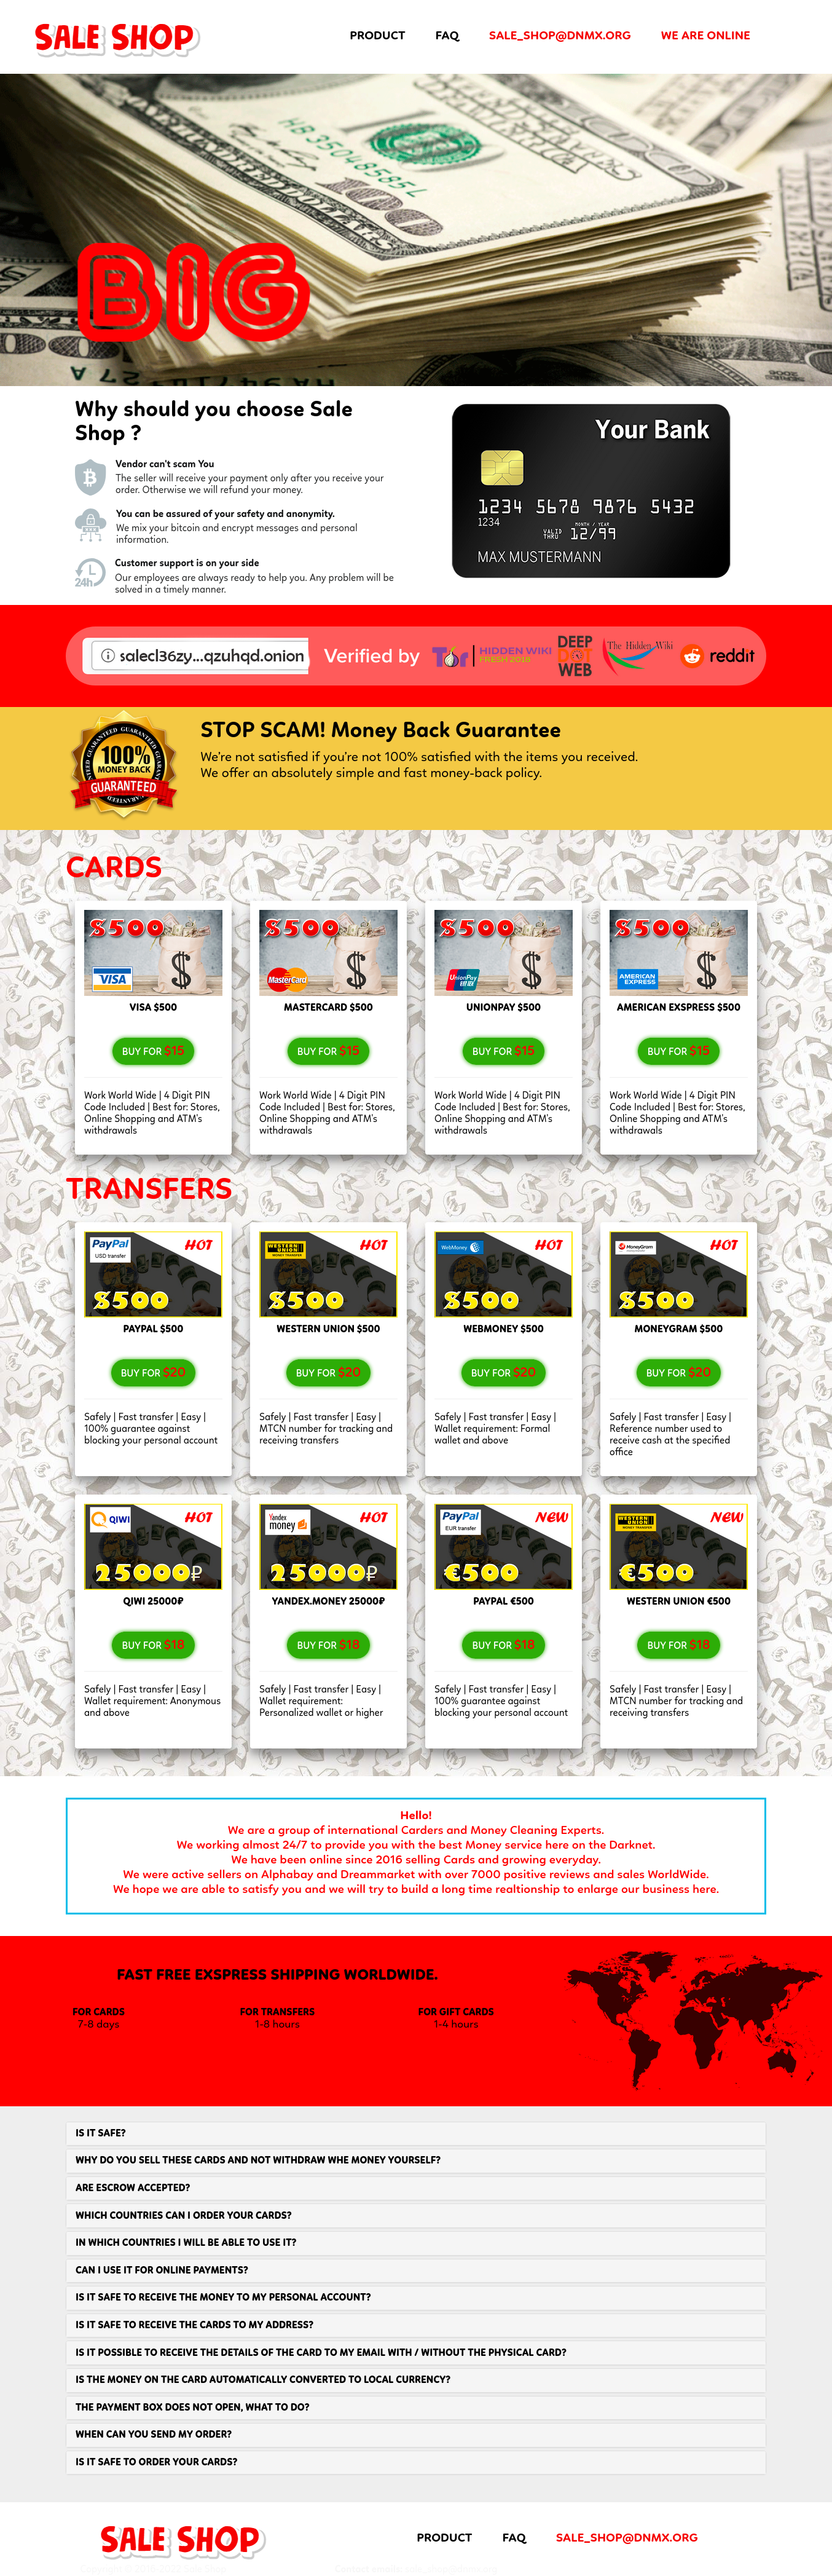 SALE SHOP
PRODUCT
FAQ
SALE_SHOP@DNMX.ORG
WE ARE ONLINE
HB35048585
100
BIG
Why should you choose Sale
Shop ?
Vendor can't scam You
The seller will receive your payment only after you receive your
order. Otherwise we will refund your money.
You can be assured of your safety and anonymity.
We mix your bitcoin and encrypt messages and personal
information.
24h
Customer support is on your side
Our employees are always ready to help you. Any problem will be
solved in a timely manner.
Your Bank
1234 5678 9876 5432
1234
MONTH / YEAR
VALID THRU 12/99
MAX MUSTERMANN
salecl36zy...qzuhqd.onion
Verified by
Tor
HIDDEN WIKI
FRESH 2016
DEEP
DOT
WEB
The Hidden Wiki
reddit
100%
MONEY BACK
GUARANTEED
STOP SCAM! Money Back Guarantee
We're not satisfied if you're not 100% satisfied with the items you received.
We offer an absolutely simple and fast money-back policy.
CARDS
$500
VISA
VISA $500
BUY FOR $15
Work World Wide | 4 Digit PIN
Code Included | Best for: Stores,
Online Shopping and ATM's
withdrawals
$500
MasterCard
MASTERCARD $500
BUY FOR $15
Work World Wide | 4 Digit PIN
Code Included | Best for: Stores,
Online Shopping and ATM's
withdrawals
$500
UnionPay
UNIONPAY $500
BUY FOR $15
Work World Wide | 4 Digit PIN
Code Included | Best for: Stores,
Online Shopping and ATM's
withdrawals
$500
AMERICAN
EXPRESS
AMERICAN EXSPRESS $500
BUY FOR $15
Work World Wide | 4 Digit PIN
Code Included | Best for: Stores,
Online Shopping and ATM's
withdrawals
TRANSFERS
PayPal
USD transfer
HOT
$500
PAYPAL $500
BUY FOR $20
Safely | Fast transfer | Easy |
100% guarantee against
blocking your personal account
WESTERN
UNION
MONEY TRANSFER
HOT
$500
WESTERN UNION $500
BUY FOR $20
Safely | Fast transfer | Easy |
MTCN number for tracking and
receiving transfers
WebMoney
HOT
$500
WEBMONEY $500
BUY FOR $20
Safely | Fast transfer | Easy |
Wallet requirement: Formal
wallet and above
MoneyGram
HOT
$500
MONEYGRAM $500
BUY FOR $20
Safely | Fast transfer | Easy |
Reference number used to
receive cash at the specified
office
QIWI
HOT
25000₽
QIWI 25000₽
BUY FOR $18
Safely | Fast transfer | Easy |
Wallet requirement: Anonymous
and above
Yandex
money
HOT
25000₽
YANDEX.MONEY 25000₽
BUY FOR $18
Safely | Fast transfer | Easy |
Wallet requirement:
Personalized wallet or higher
PayPal
EUR transfer
NEW
€500
PAYPAL €500
BUY FOR $18
Safely | Fast transfer | Easy |
100% guarantee against
blocking your personal account
WESTERN
UNION
MONEY TRANSFER
NEW
€500
WESTERN UNION €500
BUY FOR $18
Safely | Fast transfer | Easy |
MTCN number for tracking and
receiving transfers
Hello!
We are a group of international Carders and Money Cleaning Experts.
We working almost 24/7 to provide you with the best Money service here on the Darknet.
We have been online since 2016 selling Cards and growing everyday.
We were active sellers on Alphabay and Dreammarket with over 7000 positive reviews and sales WorldWide.
We hope we are able to satisfy you and we will try to build a long time realtionship to enlarge our business here.
FAST FREE EXSPRESS SHIPPING WORLDWIDE.
FOR CARDS
7-8 days
FOR TRANSFERS
1-8 hours
FOR GIFT CARDS
1-4 hours
IS IT SAFE?
WHY DO YOU SELL THESE CARDS AND NOT WITHDRAW WHE MONEY YOURSELF?
ARE ESCROW ACCEPTED?
WHICH COUNTRIES CAN I ORDER YOUR CARDS?
IN WHICH COUNTRIES I WILL BE ABLE TO USE IT?
CAN I USE IT FOR ONLINE PAYMENTS?
IS IT SAFE TO RECEIVE THE MONEY TO MY PERSONAL ACCOUNT?
IS IT SAFE TO RECEIVE THE CARDS TO MY ADDRESS?
IS IT POSSIBLE TO RECEIVE THE DETAILS OF THE CARD TO MY EMAIL WITH / WITHOUT THE PHYSICAL CARD?
IS THE MONEY ON THE CARD AUTOMATICALLY CONVERTED TO LOCAL CURRENCY?
THE PAYMENT BOX DOES NOT OPEN, WHAT TO DO?
WHEN CAN YOU SEND MY ORDER?
IS IT SAFE TO ORDER YOUR CARDS?
SALE SHOP
PRODUCT
FAQ
SALE_SHOP@DNMX.ORG